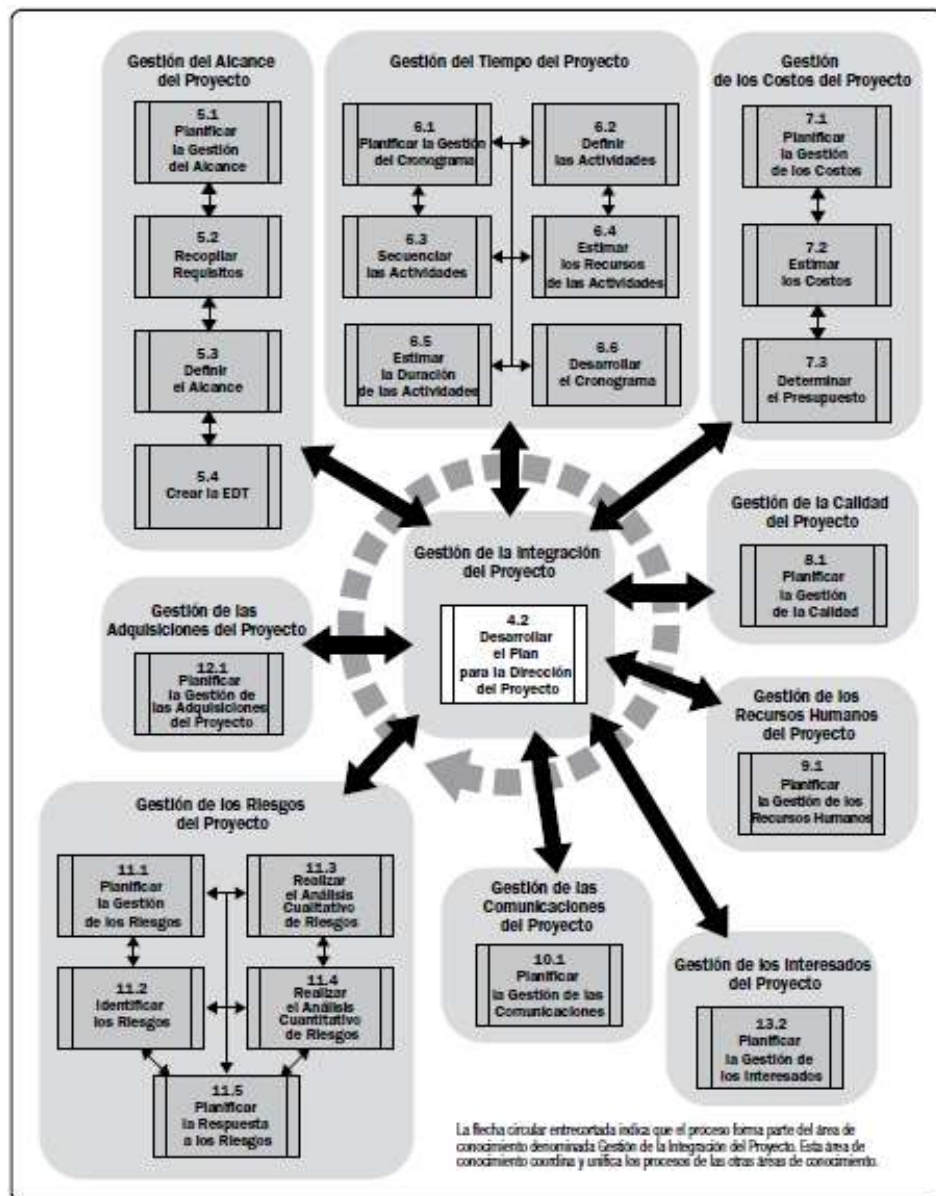 Gestión del Alcance
del Proyecto
5.1
Planificar
la Gestión
del Alcance
5.2
Recopilar
Requisitos
5.3
Definir
el Alcance
5.4
Crear la EDT
Gestión del Tiempo del Proyecto
6.1
Planificar la Gestión
del Cronograma
6.2
Definir
las Actividades
6.3
Secuenciar
las Actividades
6.4
Estimar
los Recursos
de las Actividades
6.5
Estimar
la Duración
de las Actividades
6.6
Desarrollar
el Cronograma
Gestión
de los Costos del Proyecto
7.1
Planificar
la Gestión
de los Costos
7.2
Estimar
los Costos
7.3
Determinar
el Presupuesto
Gestión de la Integración
del Proyecto
4.2
Desarrollar
el Plan
para la Dirección
del Proyecto
Gestión de la Calidad
del Proyecto
8.1
Planificar
la Gestión
de la Calidad
Gestión de las
Adquisiciones del Proyecto
12.1
Planificar
la Gestión de
las Adquisiciones
del Proyecto
Gestión de los
Recursos Humanos
del Proyecto
9.1
Planificar
la Gestión de los
Recursos Humanos
Gestión de los Riesgos
del Proyecto
11.1
Planificar
la Gestión
de los Riesgos
11.3
Realizar
el Análisis
Cualitativo
de Riesgos
11.2
Identificar
los Riesgos
11.4
Realizar
el Análisis
Cuantitativo
de Riesgos
11.5
Planificar
la Respuesta
a los Riesgos
Gestión de las
Comunicaciones
del Proyecto
10.1
Planificar
la Gestión de las
Comunicaciones
Gestión de los Interesados
del Proyecto
13.2
Planificar
la Gestión de
los Interesados
La flecha circular entrecortada indica que el proceso forma parte del área de
conocimiento denominada Gestión de la Integración del Proyecto. Esta área de
conocimiento coordina y unifica los procesos de las otras áreas de conocimiento.